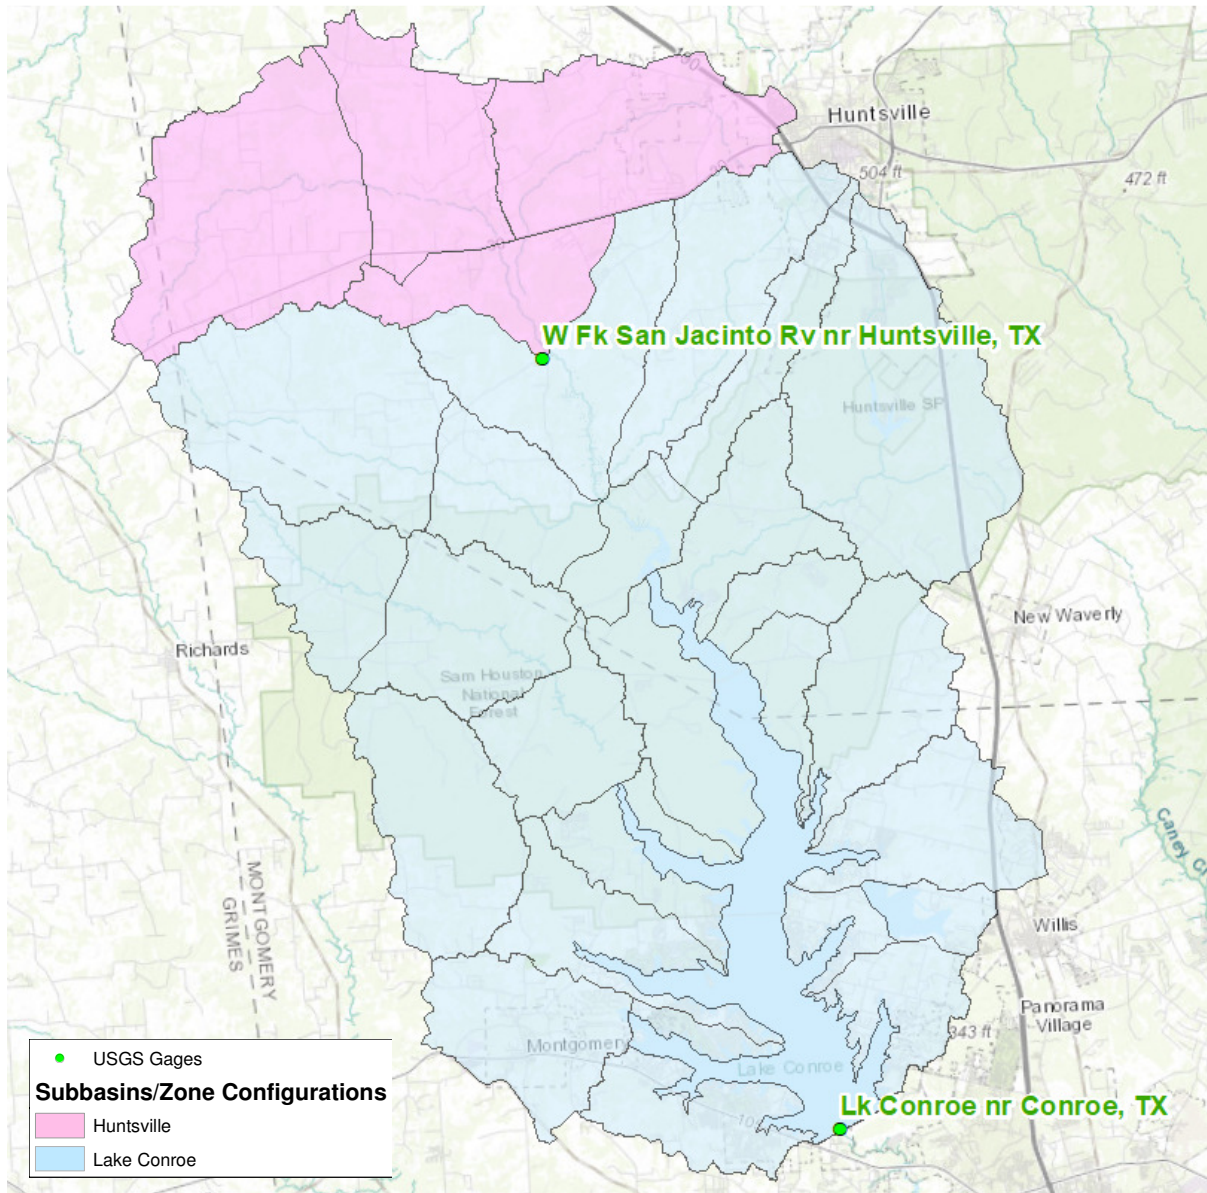 190
Huntsville
504 ft
472 ft
W Fk San Jacinto Rv nr Huntsville, TX
Huntsville SP
New Waverly
Richards
Sam Houston
National
Forest
Caney
MONTGOMERY
GRIMES
Willis
Panorama
Village
343 ft
Montgomery
Lake Conroe
Lk Conroe nr Conroe, TX
USGS Gages
Subbasins/Zone Configurations
Huntsville
Lake Conroe